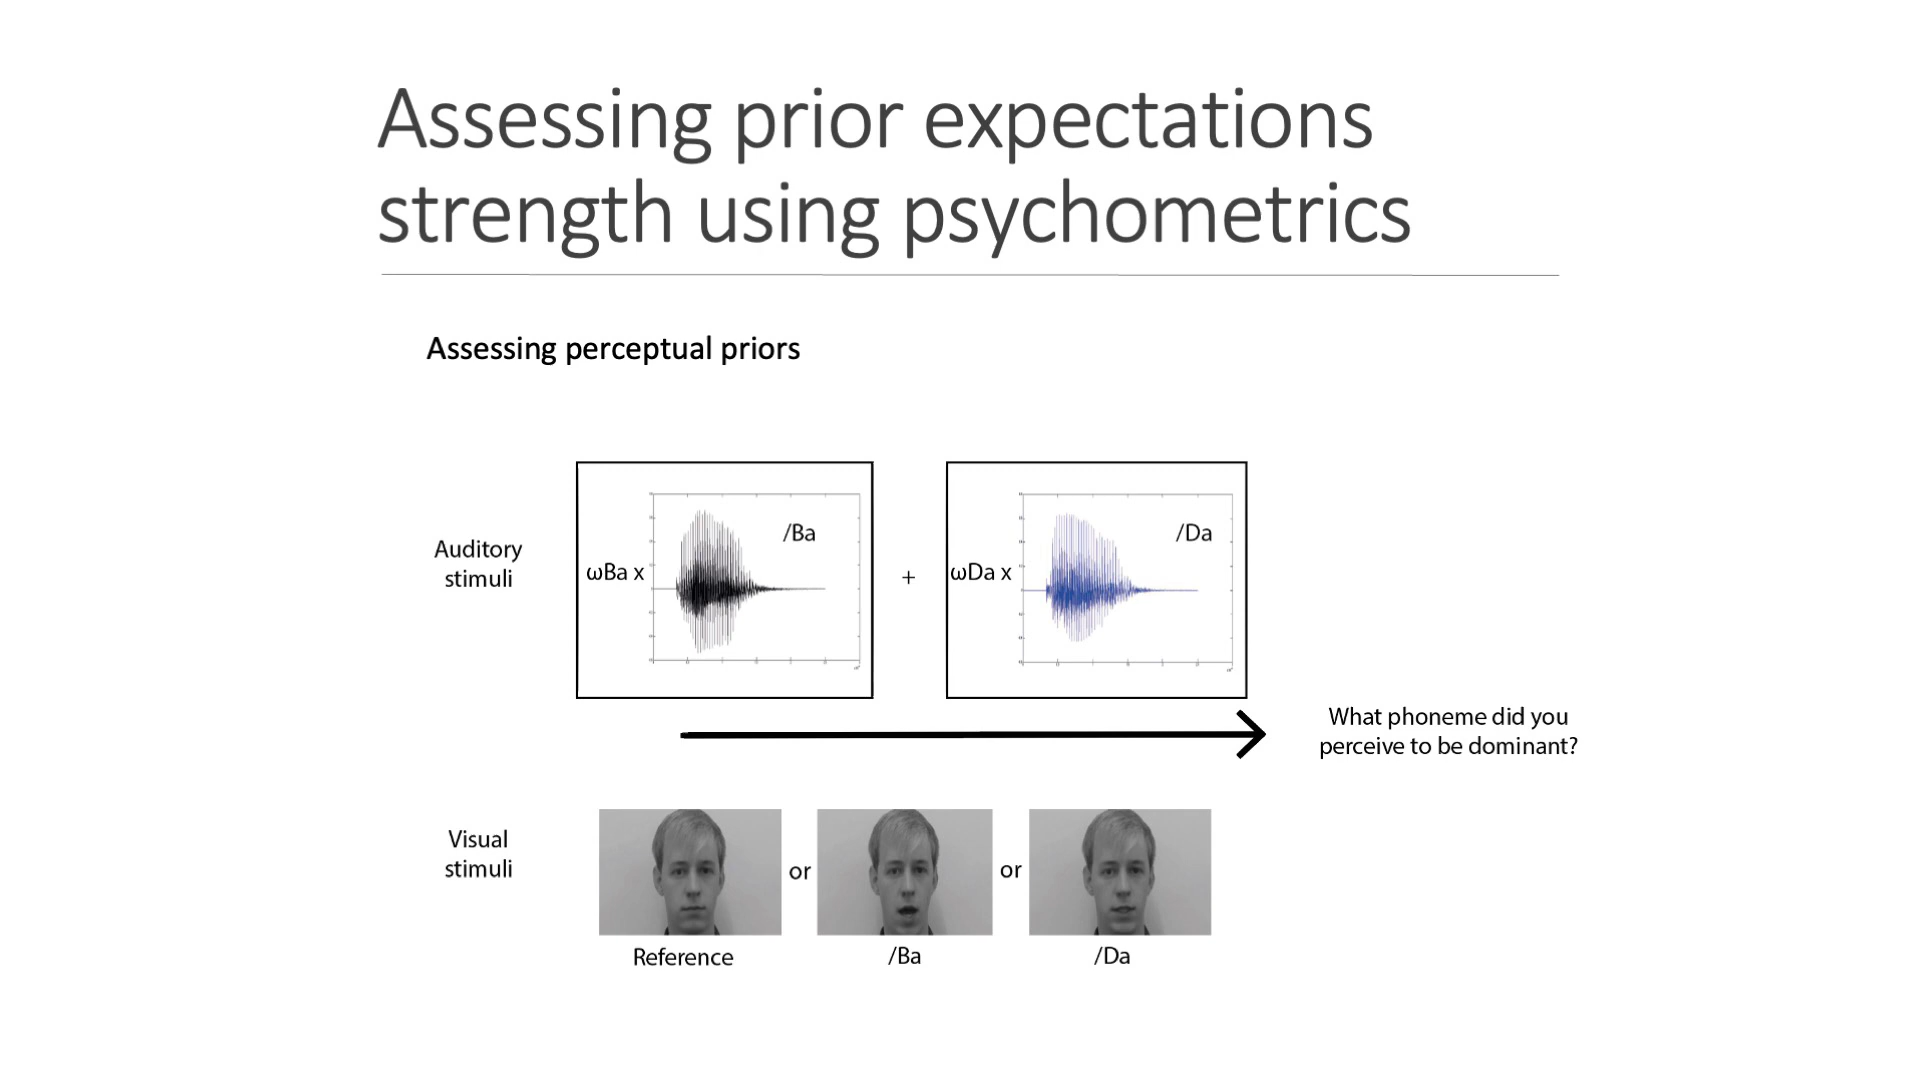 Assessing prior expectations
strength using psychometrics
Assessing perceptual priors
Auditory
stimuli
ωBa x
/Ba
+
ωDa x
/Da
What phoneme did you
perceive to be dominant?
Visual
stimuli
or
or
Reference
/Ba
/Da